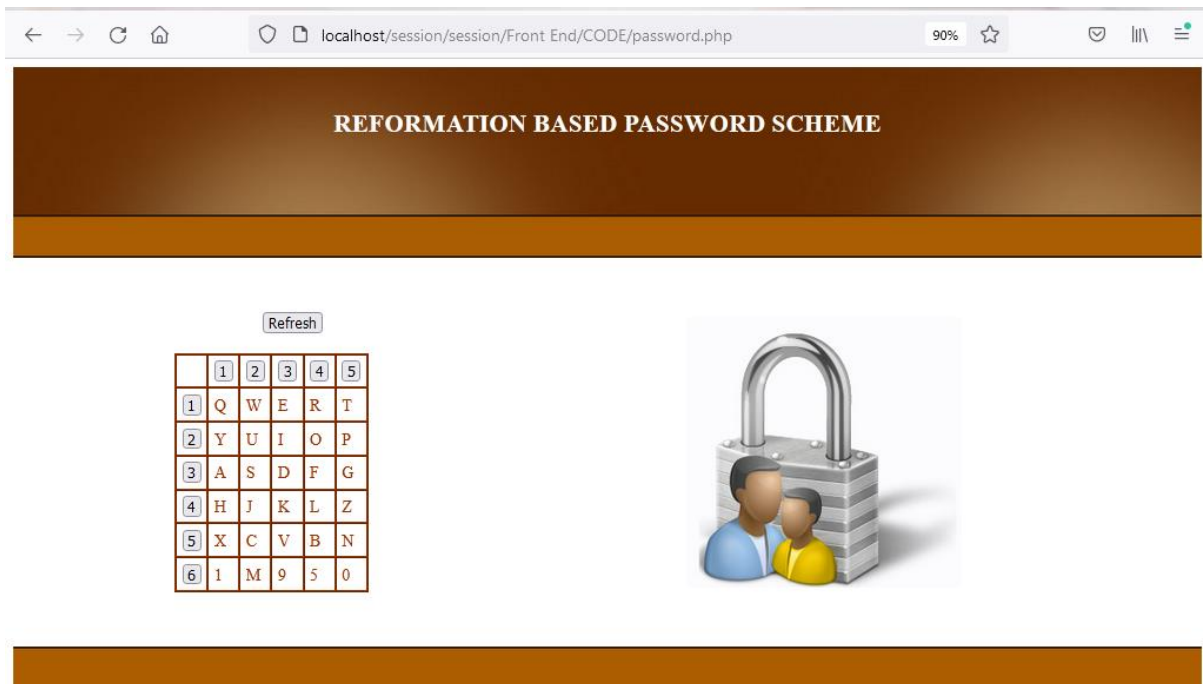 localhost/session/session/Front End/CODE/password.php 90%
REFORMATION BASED PASSWORD SCHEME
Refresh
1 2 3 4 5
1 Q W E R T
2 Y U I O P
3 A S D F G
4 H J K L Z
5 X C V B N
6 1 M 9 5 0